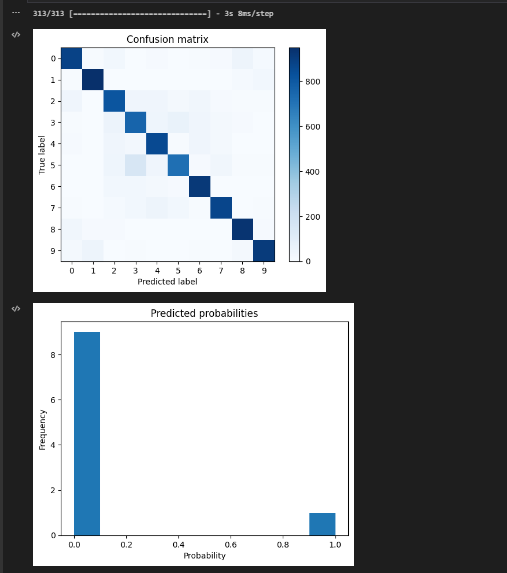 ... 313/313 [==============================] - 3s 8ms/step
</>
Confusion matrix
0
1
2
3
4
5
6
7
8
9
True label
0 1 2 3 4 5 6 7 8 9
Predicted label
800
600
400
200
0
</>
Predicted probabilities
8
6
4
2
0
Frequency
0.0 0.2 0.4 0.6 0.8 1.0
Probability